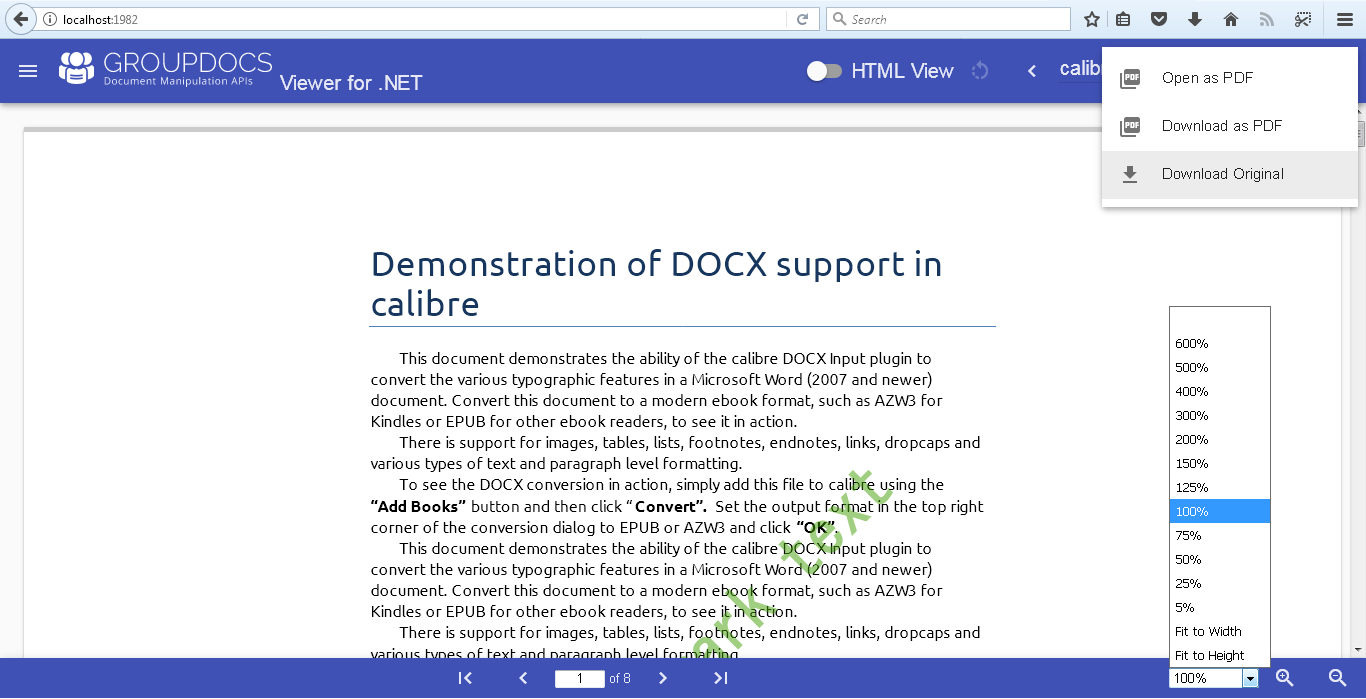 localhost:1982
Search
GROUPDOCS
Document Manipulation APIs
Viewer for .NET
HTML View
calib
PDF Open as PDF
PDF Download as PDF
Download Original
Demonstration of DOCX support in
calibre
This document demonstrates the ability of the calibre DOCX Input plugin to
convert the various typographic features in a Microsoft Word (2007 and newer)
document. Convert this document to a modern ebook format, such as AZW3 for
Kindles or EPUB for other ebook readers, to see it in action.
There is support for images, tables, lists, footnotes, endnotes, links, dropcaps and
various types of text and paragraph level formatting.
To see the DOCX conversion in action, simply add this file to calibre using the
“Add Books” button and then click “Convert”. Set the output format in the top right
corner of the conversion dialog to EPUB or AZW3 and click “OK”.
This document demonstrates the ability of the calibre DOCX Input plugin to
convert the various typographic features in a Microsoft Word (2007 and newer)
document. Convert this document to a modern ebook format, such as AZW3 for
Kindles or EPUB for other ebook readers, to see it in action.
There is support for images, tables, lists, footnotes, endnotes, links, dropcaps and
various types of text and paragraph level formatting.
ark text
600%
500%
400%
300%
200%
150%
125%
100%
75%
50%
25%
5%
Fit to Width
Fit to Height
1 of 8
100%